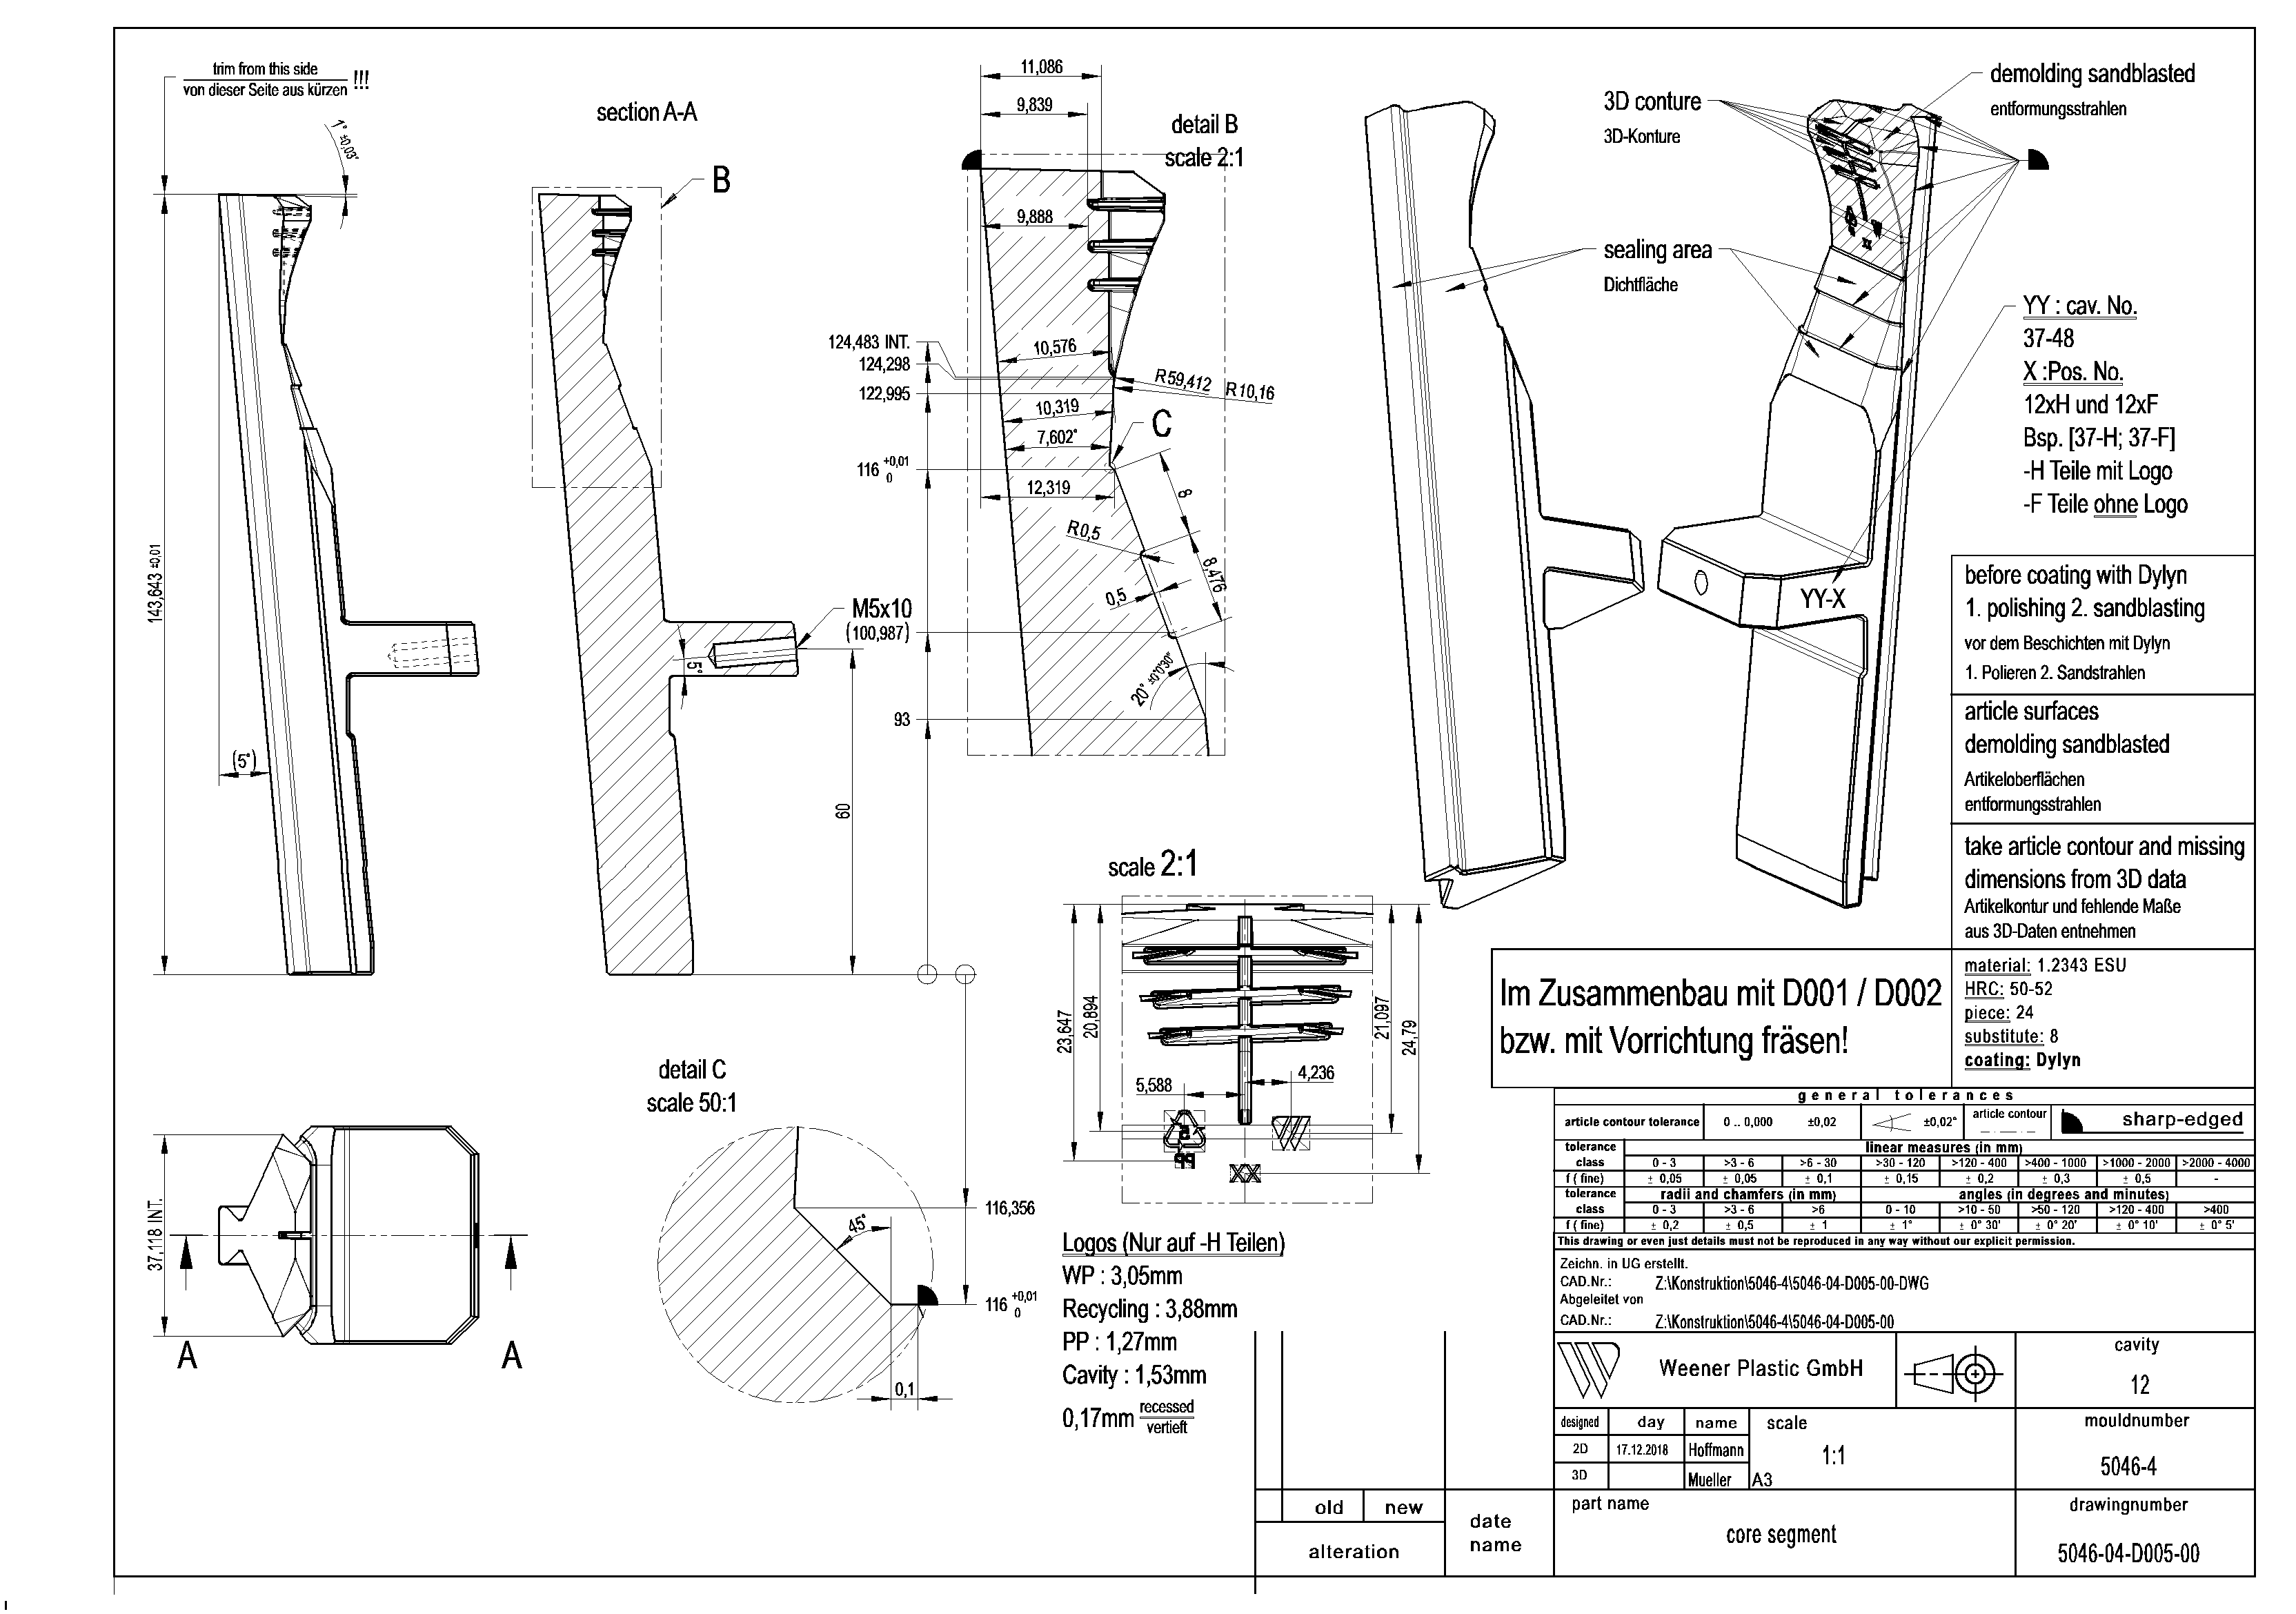 trim from this side
von dieser Seite aus kürzen !!!
1° ±0,03°
143,643 ±0,01
(5°)
section A-A
B
M5x10
5°
60
detail B
scale 2:1
11,086
9,839
9,888
124,483 INT.
124,298
122,995
10,576
R59,412
R10,16
10,319
7,602°
C
116 +0,01 0
12,319
8
R0,5
8,476
0,5
(100,987)
20° ±0°0'30"
93
3D conture
3D-Konture
demolding sandblasted
entformungsstrahlen
sealing area
Dichtfläche
YY : cav. No.
37-48
X :Pos. No.
12xH und 12xF
Bsp. [37-H; 37-F]
-H Teile mit Logo
-F Teile ohne Logo
YY-X
before coating with Dylyn
1. polishing 2. sandblasting
vor dem Beschichten mit Dylyn
1. Polieren 2. Sandstrahlen
article surfaces
demolding sandblasted
Artikeloberflächen
entformungsstrahlen
take article contour and missing
dimensions from 3D data
Artikelkontur und fehlende Maße
aus 3D-Daten entnehmen
scale 2:1
23,647
20,894
21,097
24,79
5,588
4,236
5
PP
XX
Im Zusammenbau mit D001 / D002
bzw. mit Vorrichtung fräsen!
material: 1.2343 ESU
HRC: 50-52
piece: 24
substitute: 8
coating: Dylyn
37,118 INT.
A
A
detail C
scale 50:1
45°
116,356
116 +0,01 0
0,1
Logos (Nur auf -H Teilen)
WP : 3,05mm
Recycling : 3,88mm
PP : 1,27mm
Cavity : 1,53mm
0,17mm recessed
vertieft
general tolerances
article contour tolerance 0 .. 0,000 ±0,02 ±0,02° article contour sharp-edged
tolerance linear measures (in mm)
class 0 - 3 >3 - 6 >6 - 30 >30 - 120 >120 - 400 >400 - 1000 >1000 - 2000 >2000 - 4000
f ( fine) ± 0,05 ± 0,05 ± 0,1 ± 0,15 ± 0,2 ± 0,3 ± 0,5 -
tolerance radii and chamfers (in mm) angles (in degrees and minutes)
class 0 - 3 >3 - 6 >6 0 - 10 >10 - 50 >50 - 120 >120 - 400 >400
f ( fine) ± 0,2 ± 0,5 ± 1 ± 1° ± 0° 30' ± 0° 20' ± 0° 10' ± 0° 5'
This drawing or even just details must not be reproduced in any way without our explicit permission.
Zeichn. in UG erstellt.
CAD.Nr.: Z:\Konstruktion\5046-4\5046-04-D005-00-DWG
Abgeleitet von
CAD.Nr.: Z:\Konstruktion\5046-4\5046-04-D005-00
Weener Plastic GmbH
cavity
12
designed day name scale
2D 17.12.2018 Hoffmann 1:1
3D Mueller A3
mouldnumber
5046-4
part name
core segment
drawingnumber
5046-04-D005-00
old new
alteration
date
name